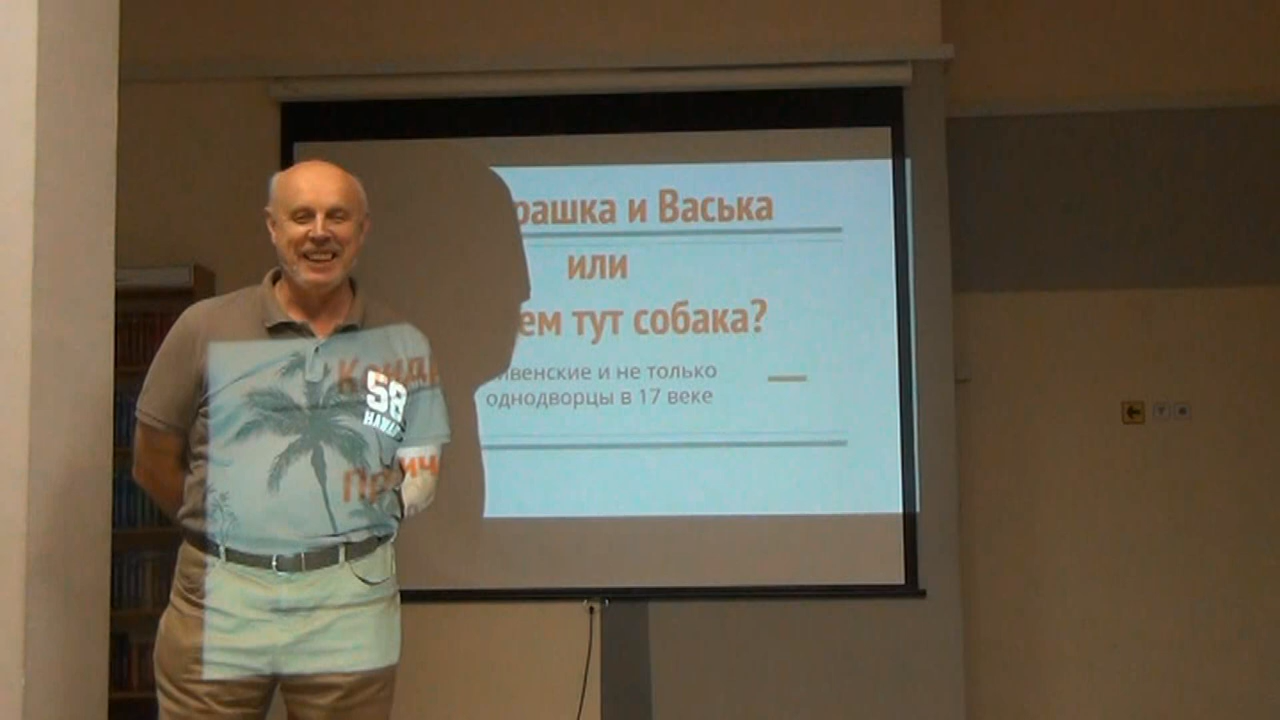 рашка и Васька
или
ем тут собака?
ивенские и не только
однодворцы в 17 веке
58
HAWAII